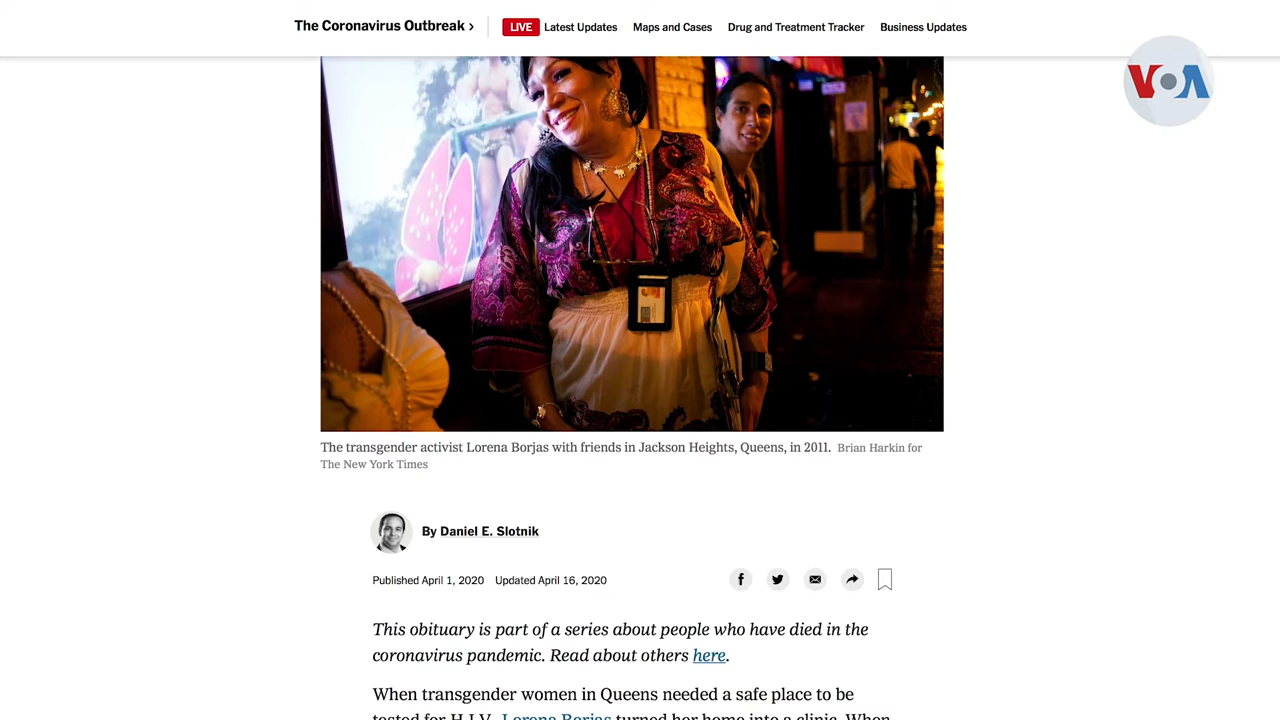 The Coronavirus Outbreak ›
LIVE Latest Updates Maps and Cases Drug and Treatment Tracker Business Updates
VOA
The transgender activist Lorena Borjas with friends in Jackson Heights, Queens, in 2011. Brian Harkin for
The New York Times
By Daniel E. Slotnik
Published April 1, 2020 Updated April 16, 2020
This obituary is part of a series about people who have died in the
coronavirus pandemic. Read about others here.
When transgender women in Queens needed a safe place to be
tested for H.I.V., Lorena Borjas turned her home into a clinic. When